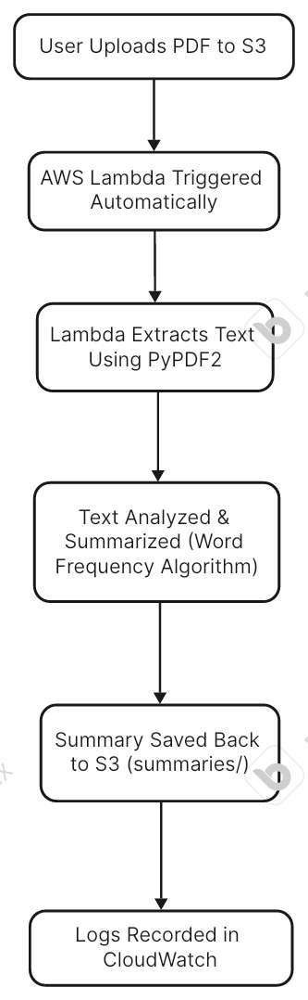 User Uploads PDF to S3
AWS Lambda Triggered
Automatically
Lambda Extracts Text
Using PyPDF2
Text Analyzed &
Summarized (Word
Frequency Algorithm)
Summary Saved Back
to S3 (summaries/)
Logs Recorded in
CloudWatch